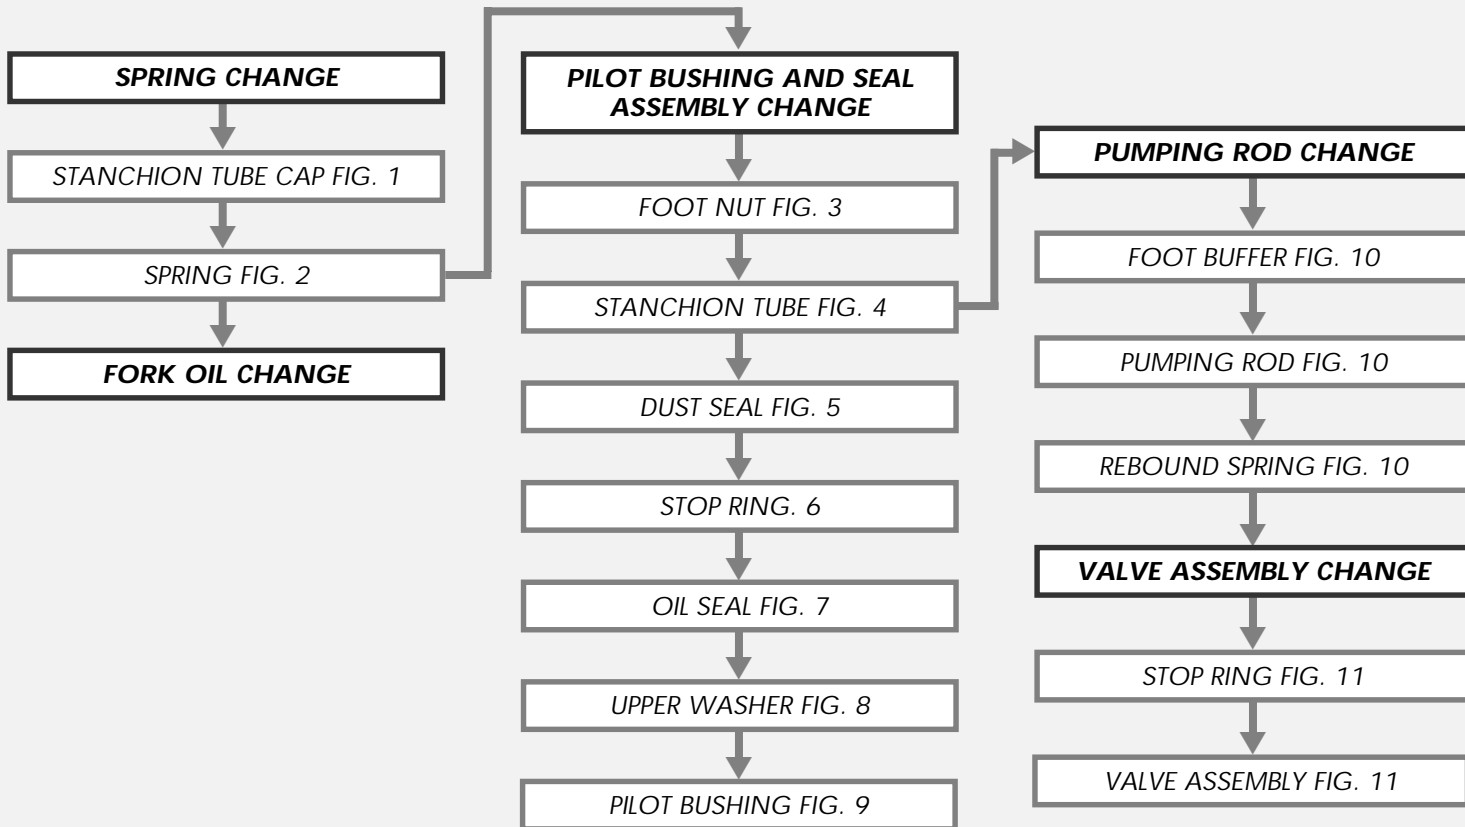 SPRING CHANGE
STANCHION TUBE CAP FIG. 1
SPRING FIG. 2
FORK OIL CHANGE
PILOT BUSHING AND SEAL
ASSEMBLY CHANGE
FOOT NUT FIG. 3
STANCHION TUBE FIG. 4
DUST SEAL FIG. 5
STOP RING. 6
OIL SEAL FIG. 7
UPPER WASHER FIG. 8
PILOT BUSHING FIG. 9
PUMPING ROD CHANGE
FOOT BUFFER FIG. 10
PUMPING ROD FIG. 10
REBOUND SPRING FIG. 10
VALVE ASSEMBLY CHANGE
STOP RING FIG. 11
VALVE ASSEMBLY FIG. 11